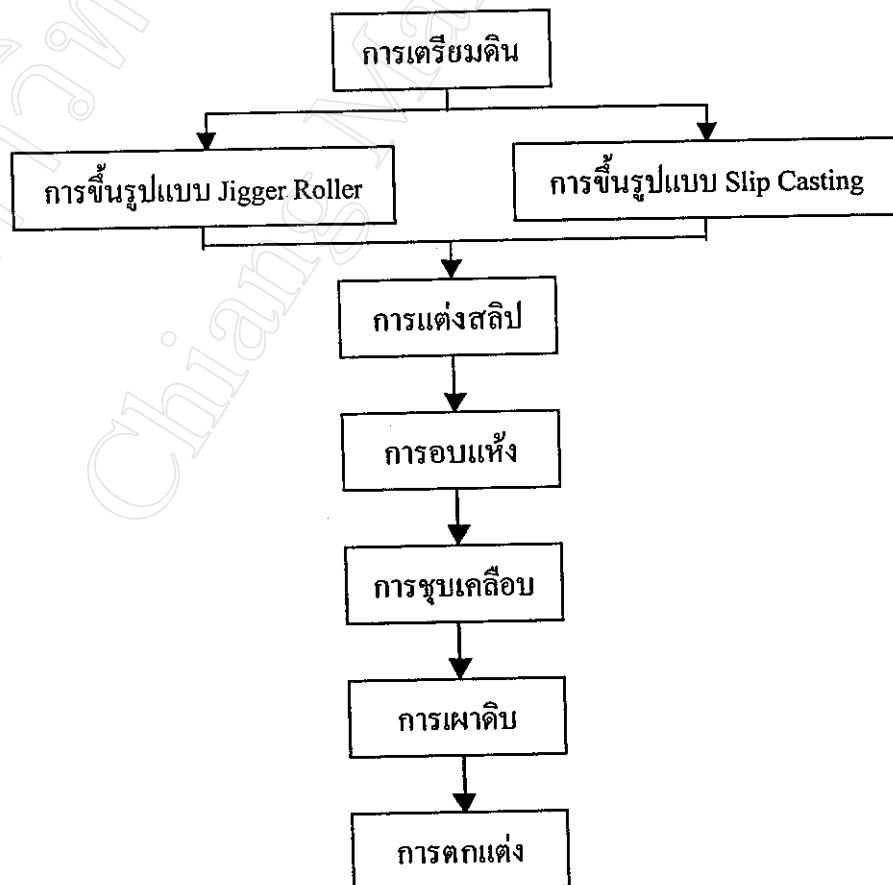 การเตรียมดิน
การขึ้นรูปแบบ Jigger Roller
การขึ้นรูปแบบ Slip Casting
การแต่งสลิป
การอบแห้ง
การชุบเคลือบ
การเผาดิบ
การตกแต่ง
Chiang Ma